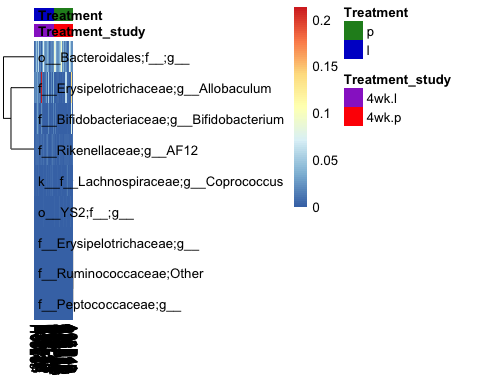 Treatment
Treatment_study
o__Bacteroidales;f__;g__
f__Erysipelotrichaceae;g__Allobaculum
f__Bifidobacteriaceae;g__Bifidobacterium
f__Rikenellaceae;g__AF12
k__f__Lachnospiraceae;g__Coprococcus
o__YS2;f__;g__
f__Erysipelotrichaceae;g__
f__Ruminococcaceae;Other
f__Peptococcaceae;g__
0.2
0.15
0.1
0.05
0
Treatment
p
l
Treatment_study
4wk.l
4wk.p